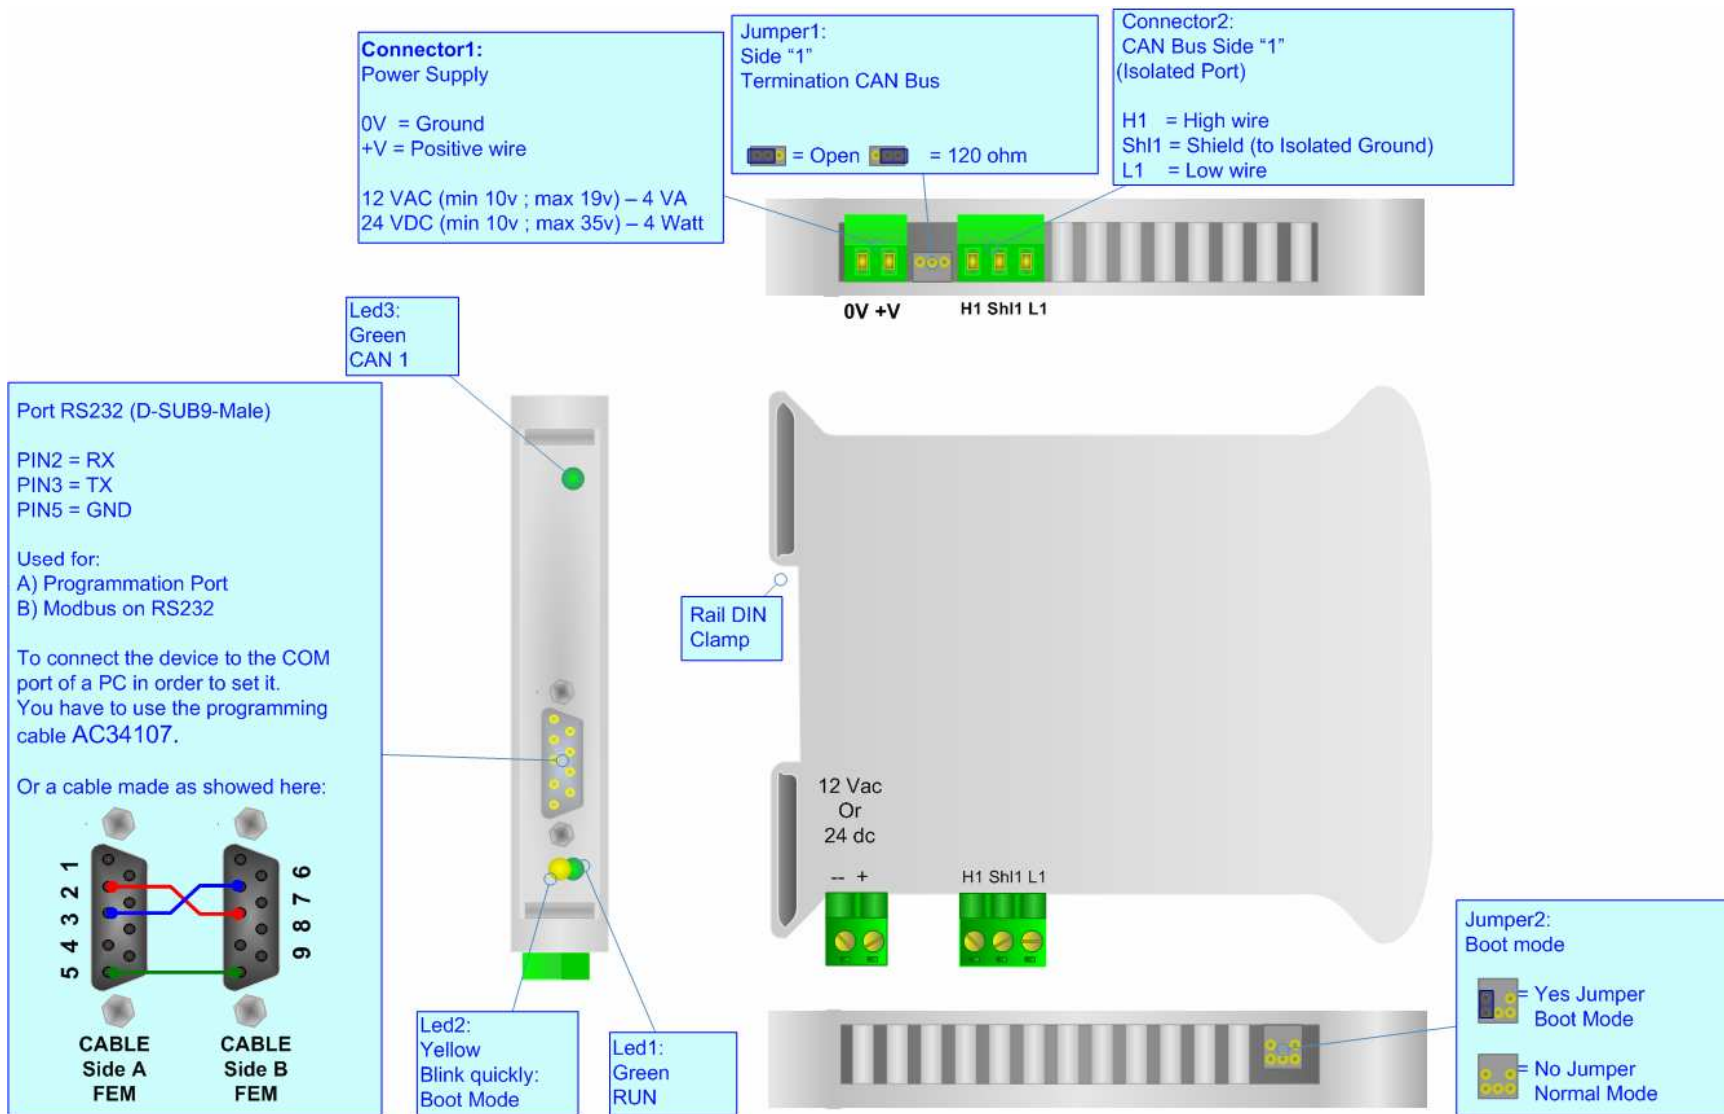 Connector1:
Power Supply
0V = Ground
+V = Positive wire
12 VAC (min 10v ; max 19v) – 4 VA
24 VDC (min 10v ; max 35v) – 4 Watt
Jumper1:
Side “1”
Termination CAN Bus
= Open = 120 ohm
Connector2:
CAN Bus Side “1”
(Isolated Port)
H1 = High wire
Shl1 = Shield (to Isolated Ground)
L1 = Low wire
0V +V
H1 Shl1 L1
Led3:
Green
CAN 1
Port RS232 (D-SUB9-Male)
PIN2 = RX
PIN3 = TX
PIN5 = GND
Used for:
A) Programmation Port
B) Modbus on RS232
To connect the device to the COM
port of a PC in order to set it.
You have to use the programming
cable AC34107.
Or a cable made as showed here:
1
2
3
4
5
6
7
8
9
CABLE
Side A
FEM
CABLE
Side B
FEM
Rail DIN
Clamp
12 Vac
Or
24 dc
-- +
H1 Shl1 L1
Led2:
Yellow
Blink quickly:
Boot Mode
Led1:
Green
RUN
Jumper2:
Boot mode
= Yes Jumper
Boot Mode
= No Jumper
Normal Mode